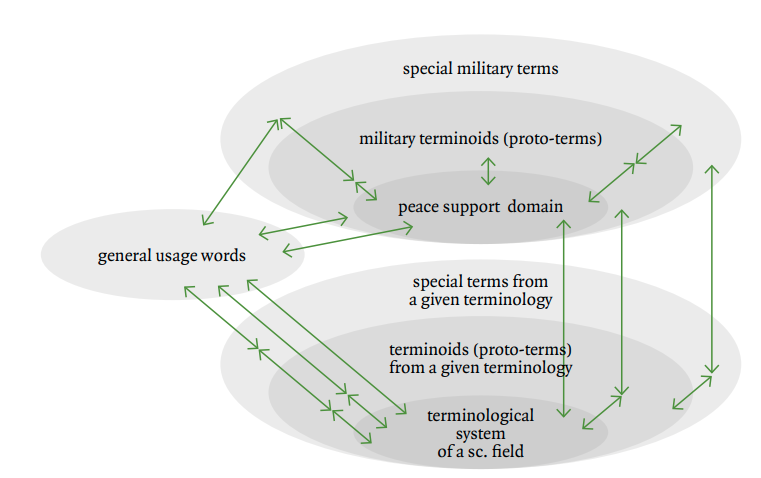 special military terms
military terminoids (proto-terms)
peace support domain
general usage words
special terms from
a given terminology
terminoids (proto-terms)
from a given terminology
terminological
system
of a sc. field